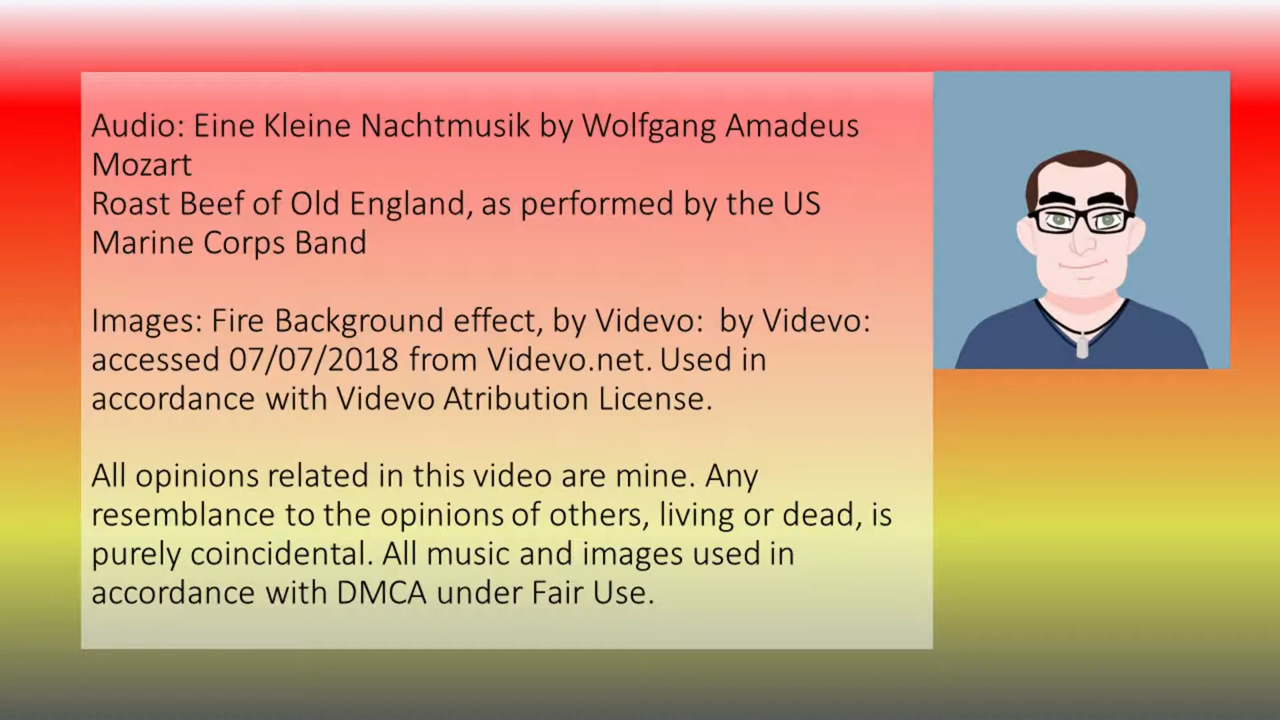 Audio: Eine Kleine Nachtmusik by Wolfgang Amadeus
Mozart
Roast Beef of Old England, as performed by the US
Marine Corps Band
Images: Fire Background effect, by Videvo:  by Videvo:
accessed 07/07/2018 from Videvo.net. Used in
accordance with Videvo Atribution License.
All opinions related in this video are mine. Any
resemblance to the opinions of others, living or dead, is
purely coincidental. All music and images used in
accordance with DMCA under Fair Use.